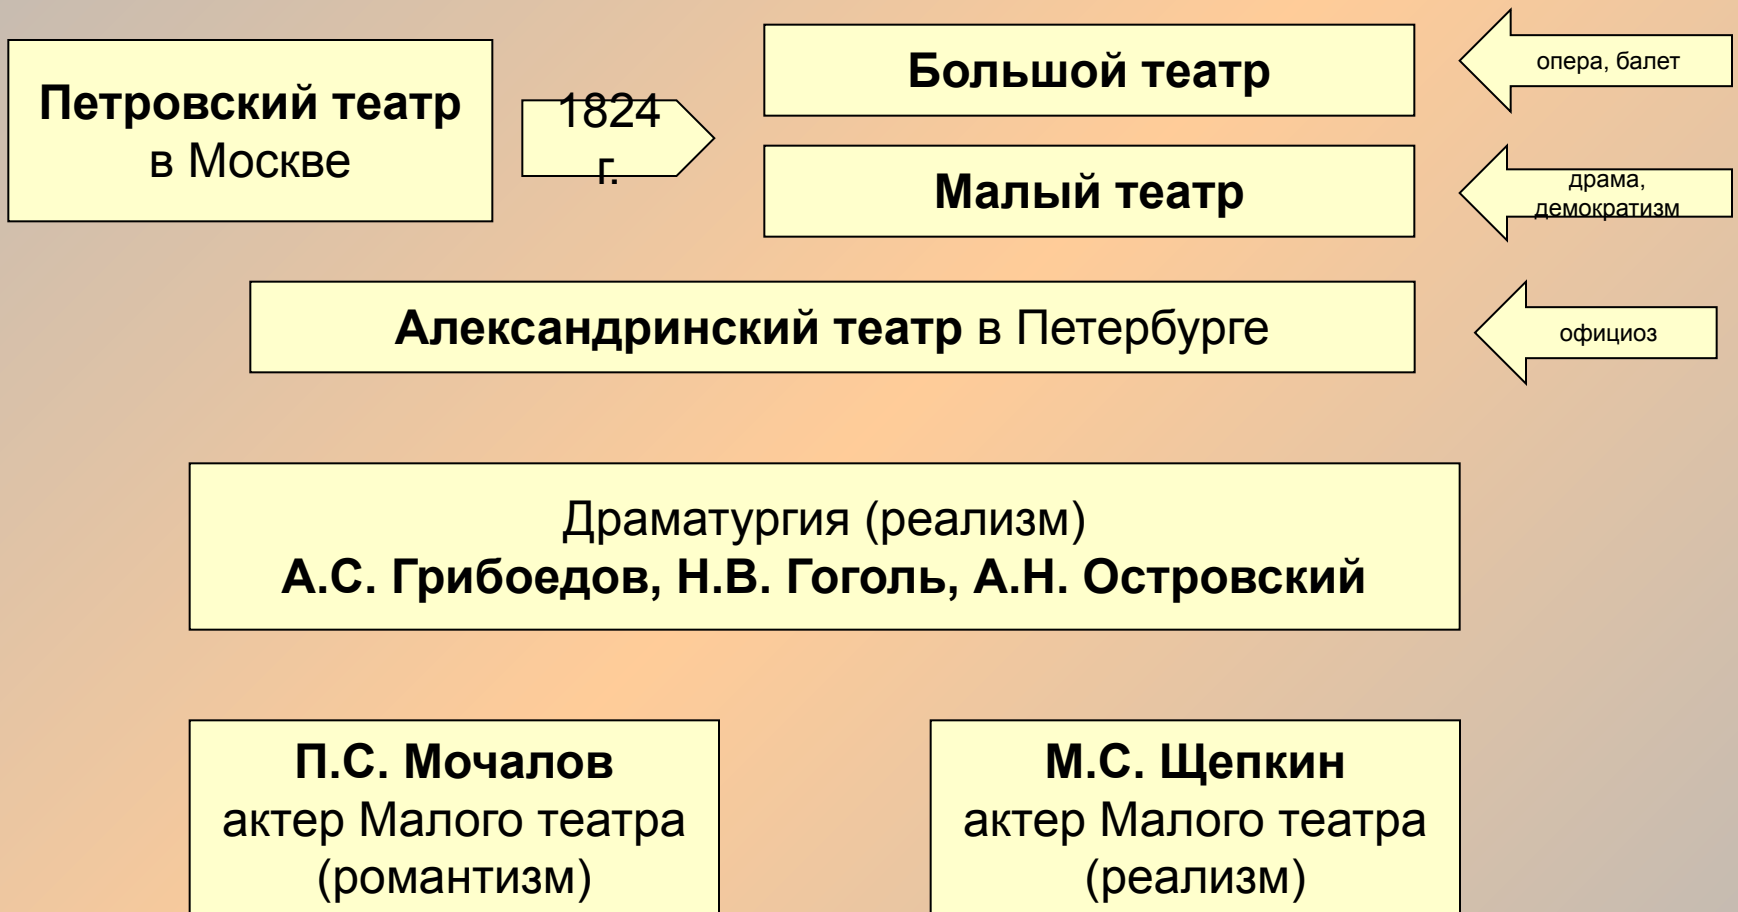 Петровский театр
в Москве
1824
г.
Большой театр
опера, балет
Малый театр
драма,
демократизм
Александринский театр в Петербурге
официоз
Драматургия (реализм)
А.С. Грибоедов, Н.В. Гоголь, А.Н. Островский
П.С. Мочалов
актер Малого театра
(романтизм)
М.С. Щепкин
актер Малого театра
(реализм)